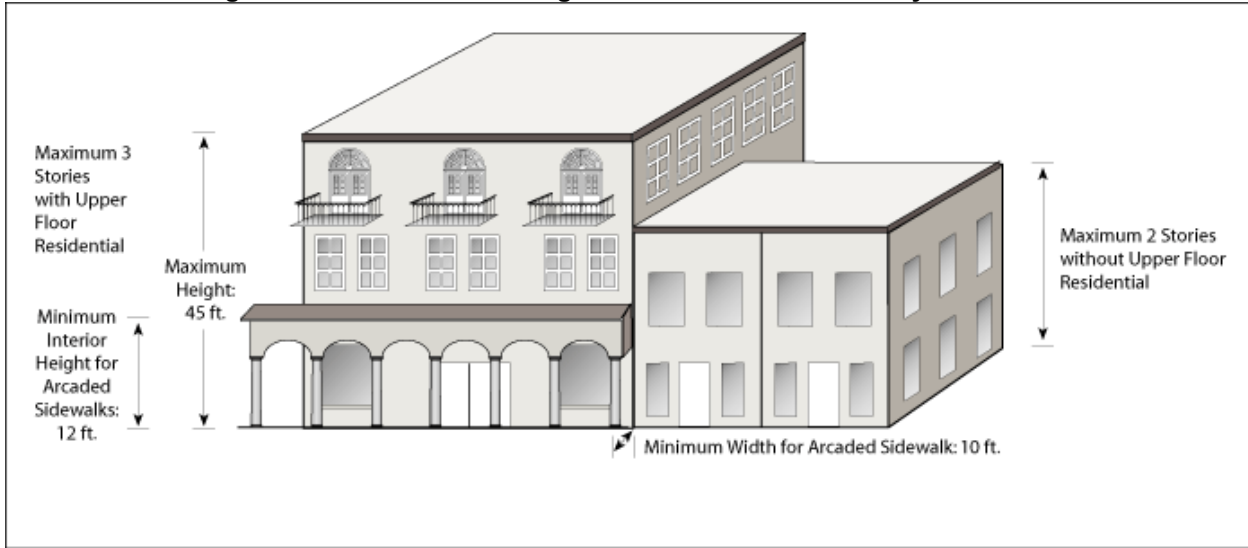 Maximum 3
Stories
with Upper
Floor
Residential
Maximum
Height:
45 ft.
Minimum
Interior
Height for
Arcaded
Sidewalks:
12 ft.
Maximum 2 Stories
without Upper Floor
Residential
Minimum Width for Arcaded Sidewalk: 10 ft.